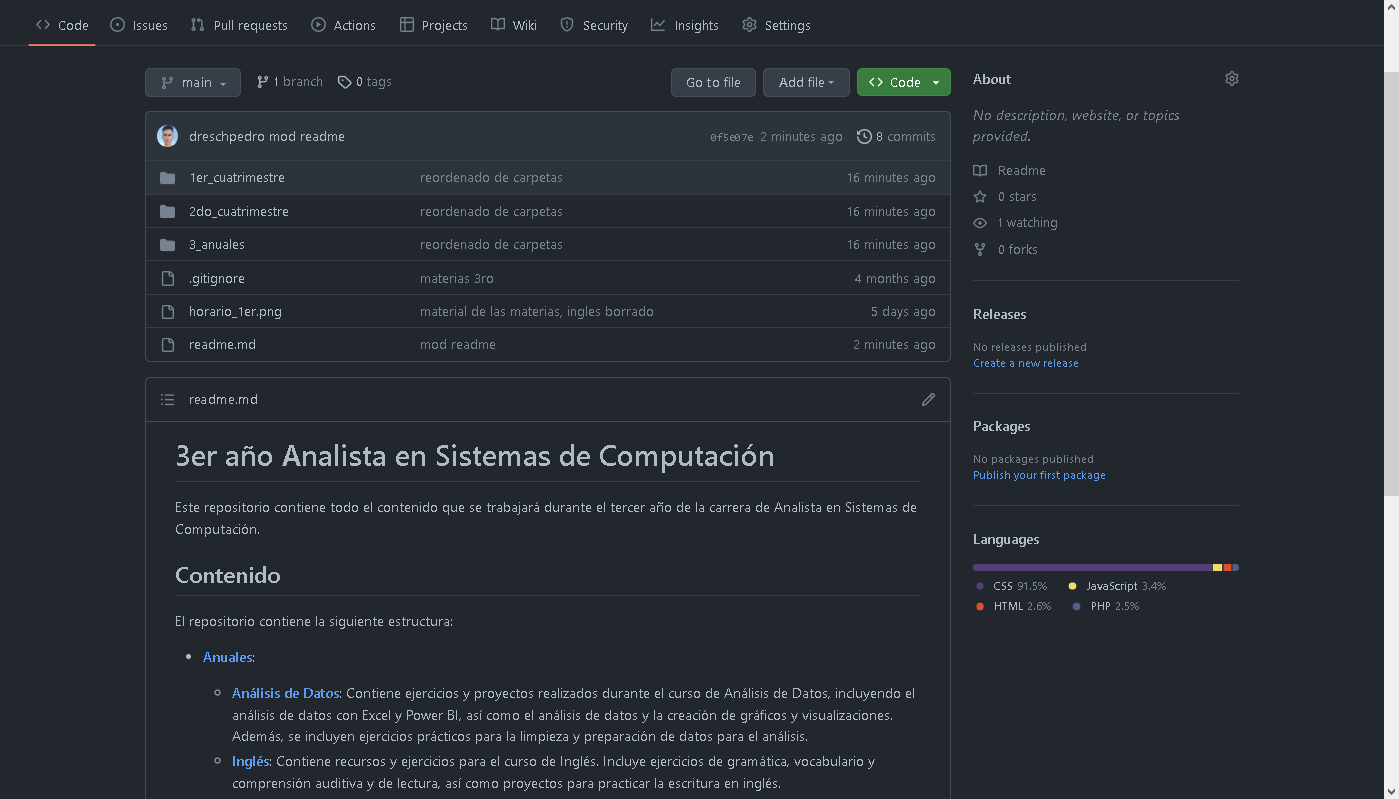 Code Issues Pull requests Actions Projects Wiki Security Insights Settings
main 1 branch 0 tags Go to file Add file Code
dreschpedro mod readme 0f5e07e 2 minutes ago 8 commits
1er_cuatrimestre reordenado de carpetas 16 minutes ago
2do_cuatrimestre reordenado de carpetas 16 minutes ago
3_anuales reordenado de carpetas 16 minutes ago
.gitignore materias 3ro 4 months ago
horario_1er.png material de las materias, ingles borrado 5 days ago
readme.md mod readme 2 minutes ago
readme.md
3er año Analista en Sistemas de Computación
Este repositorio contiene todo el contenido que se trabajará durante el tercer año de la carrera de Analista en Sistemas de
Computación.
Contenido
El repositorio contiene la siguiente estructura:
Anuales:
Análisis de Datos: Contiene ejercicios y proyectos realizados durante el curso de Análisis de Datos, incluyendo el
análisis de datos con Excel y Power BI, así como el análisis de datos y la creación de gráficos y visualizaciones.
Además, se incluyen ejercicios prácticos para la limpieza y preparación de datos para el análisis.
Inglés: Contiene recursos y ejercicios para el curso de Inglés. Incluye ejercicios de gramática, vocabulario y
comprensión auditiva y de lectura, así como proyectos para practicar la escritura en inglés.
About
No description, website, or topics
provided.
Readme
0 stars
1 watching
0 forks
Releases
No releases published
Create a new release
Packages
No packages published
Publish your first package
Languages
CSS 91.5% JavaScript 3.4%
HTML 2.6% PHP 2.5%